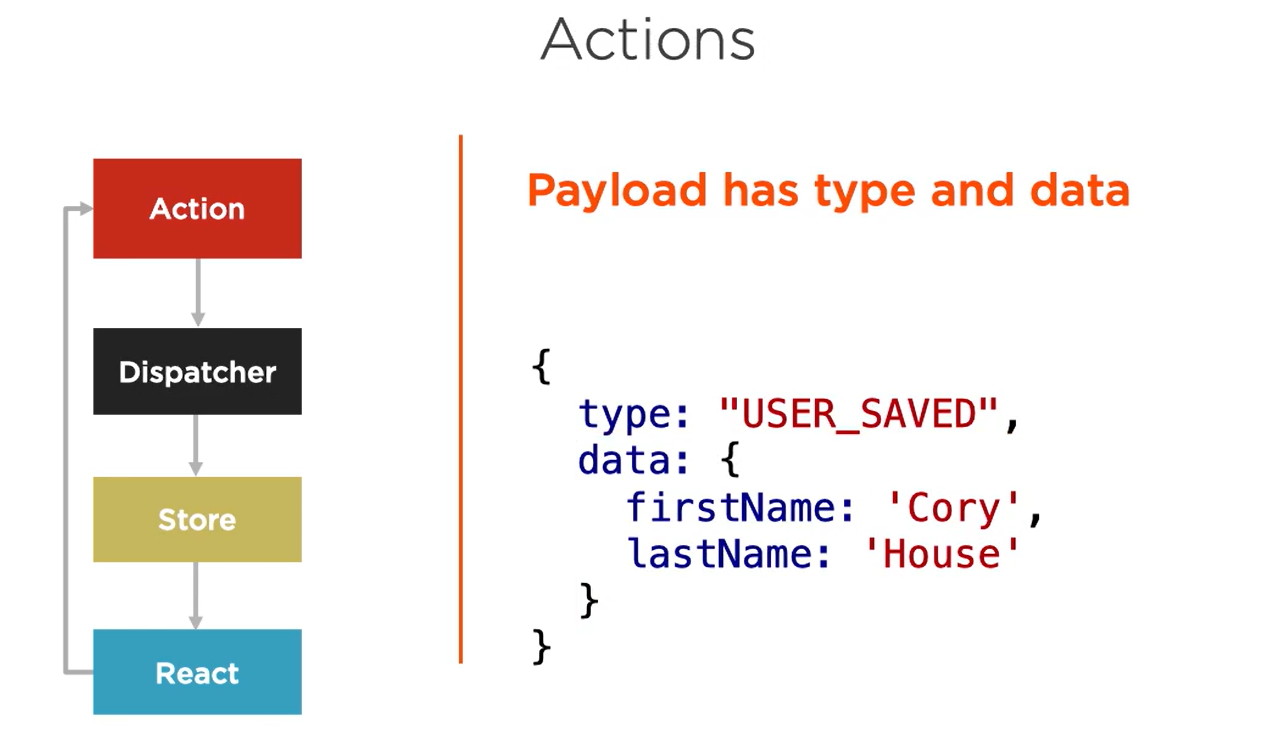 Actions
Action
Dispatcher
Store
React
Payload has type and data
{
  type: "USER_SAVED",
  data: {
    firstName: 'Cory',
    lastName: 'House'
  }
}